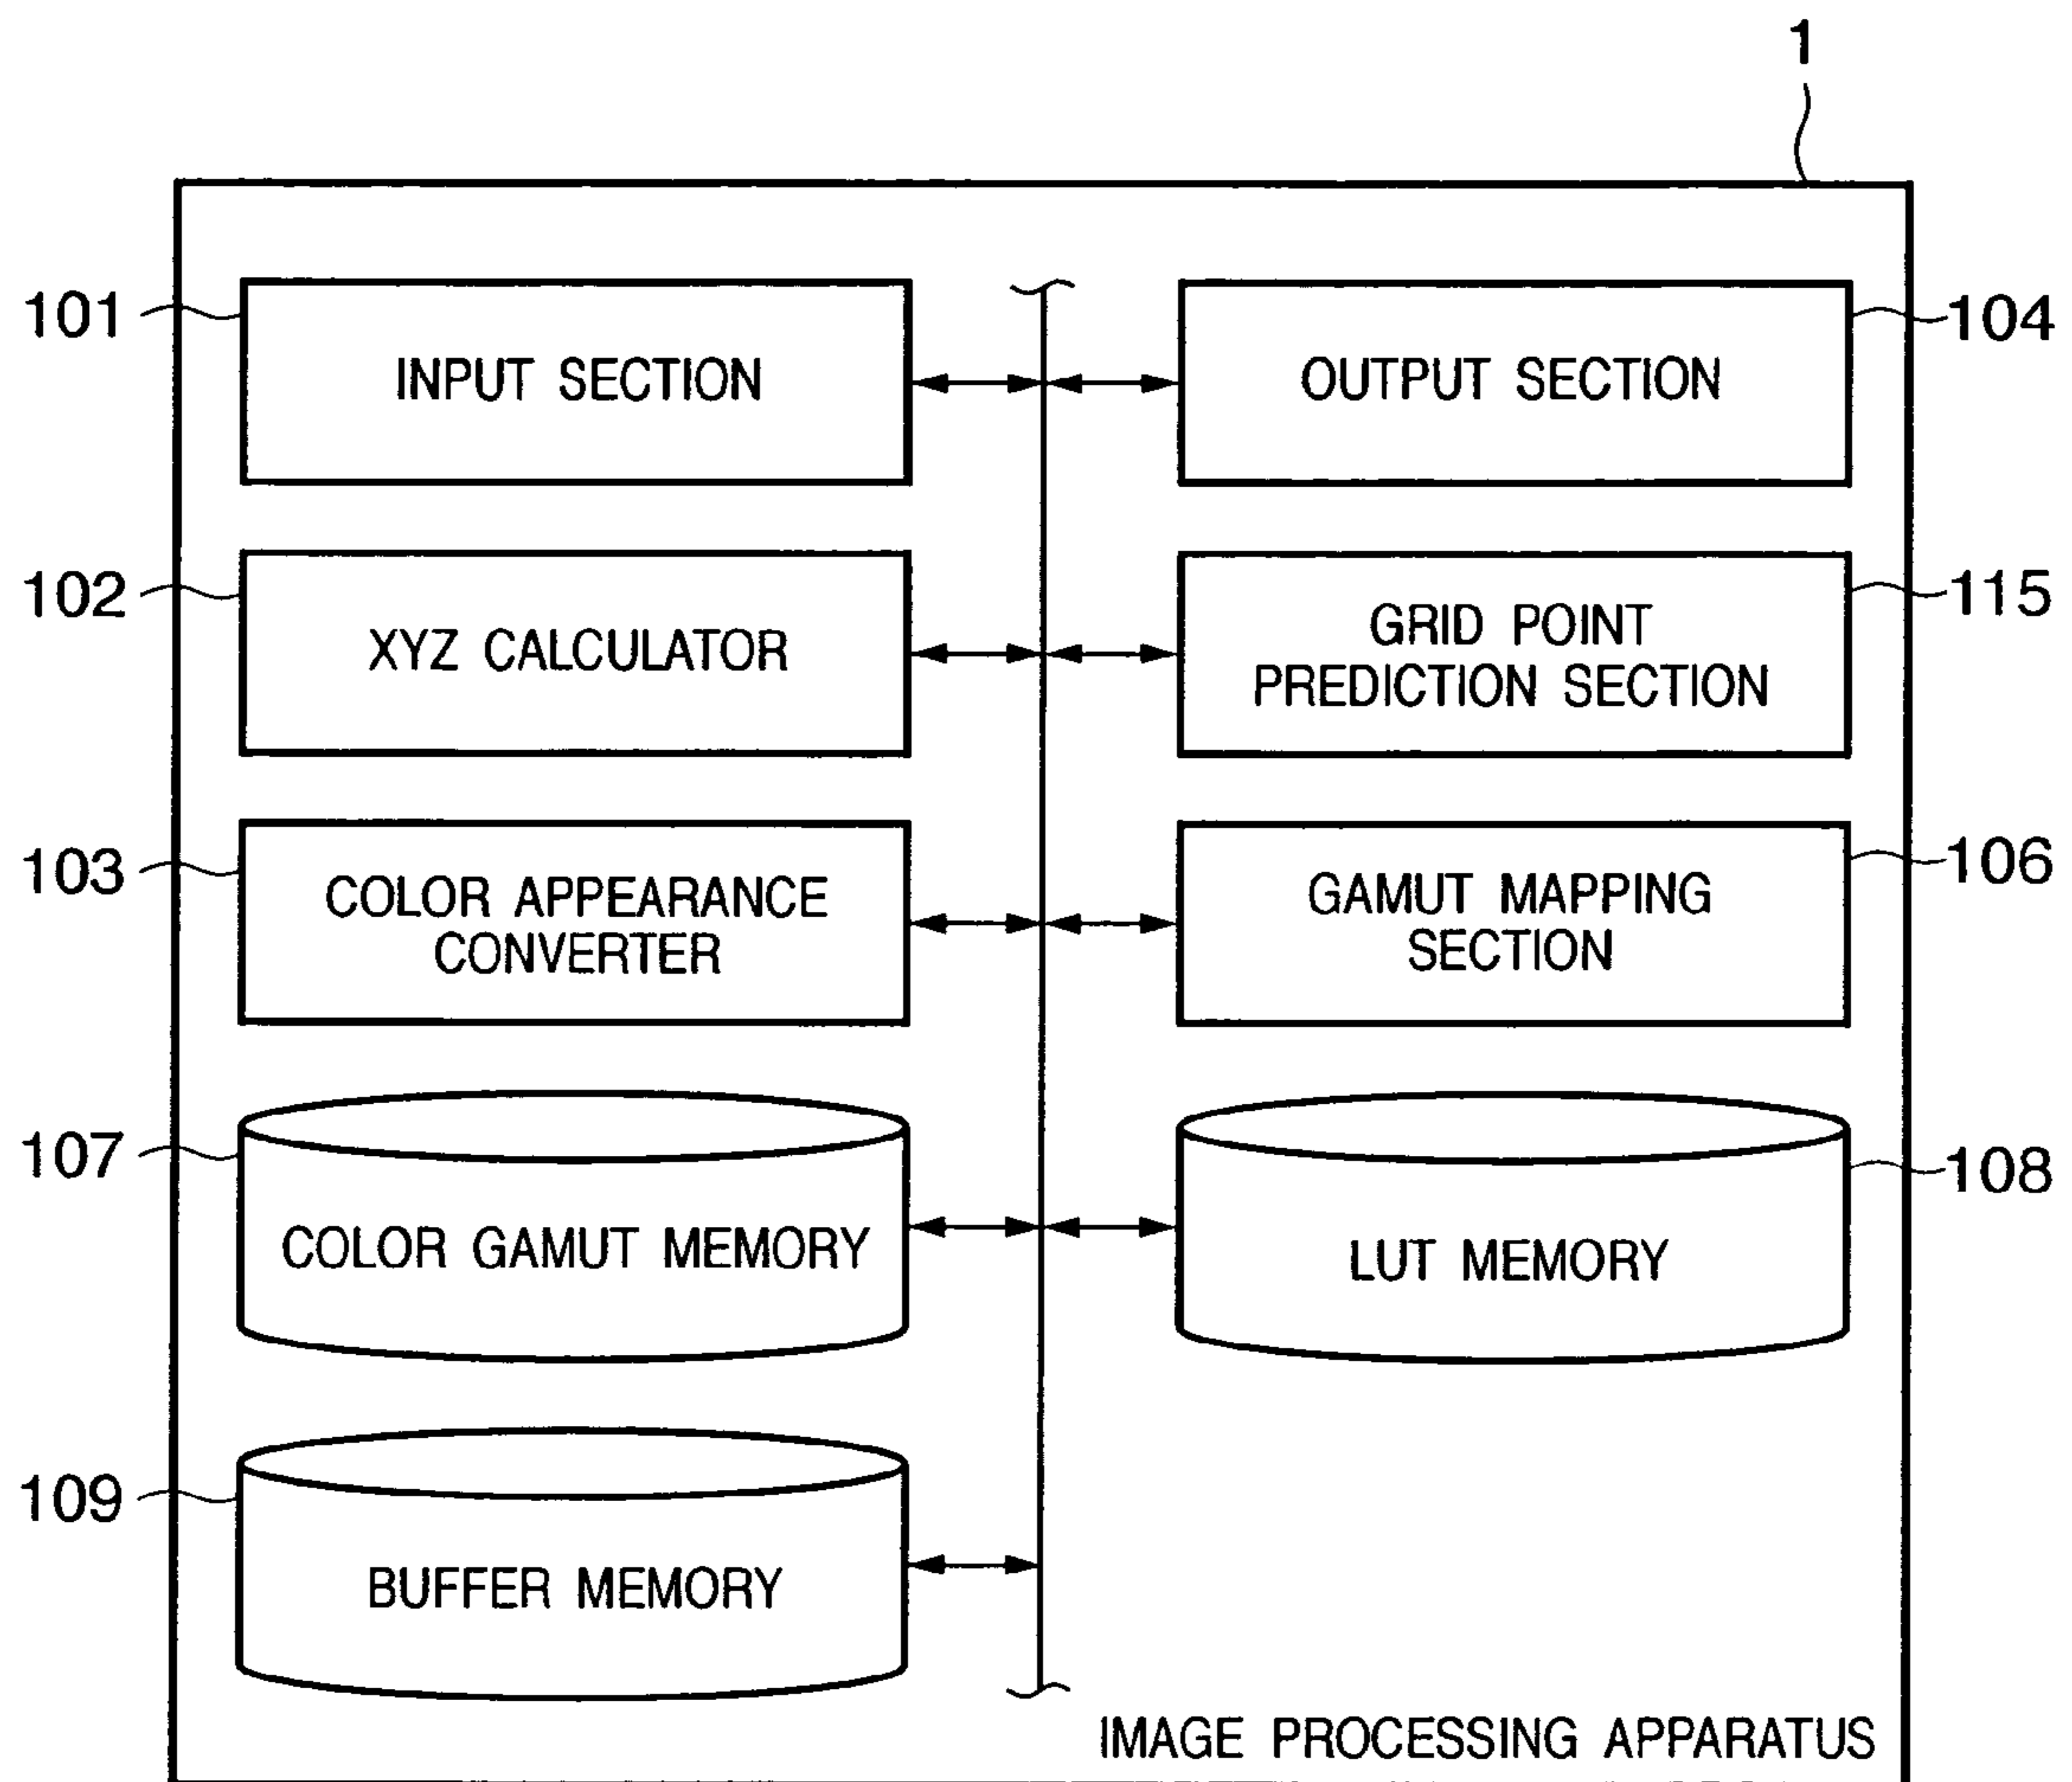 1
101
INPUT SECTION
104
OUTPUT SECTION
102
XYZ CALCULATOR
115
GRID POINT
PREDICTION SECTION
103
COLOR APPEARANCE
CONVERTER
106
GAMUT MAPPING
SECTION
107
COLOR GAMUT MEMORY
108
LUT MEMORY
109
BUFFER MEMORY
IMAGE PROCESSING APPARATUS